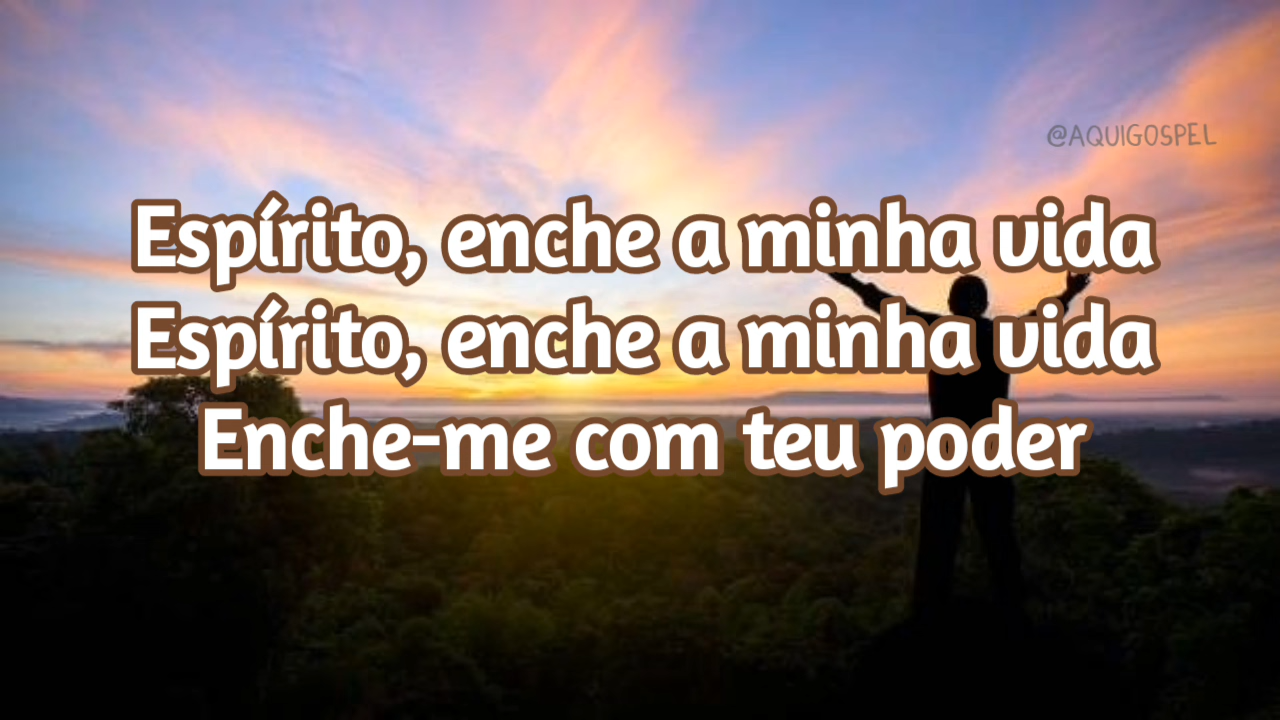 @AQUIGOSPEL
Espírito, enche a minha vida
Espírito, enche a minha vida
Enche-me com teu poder